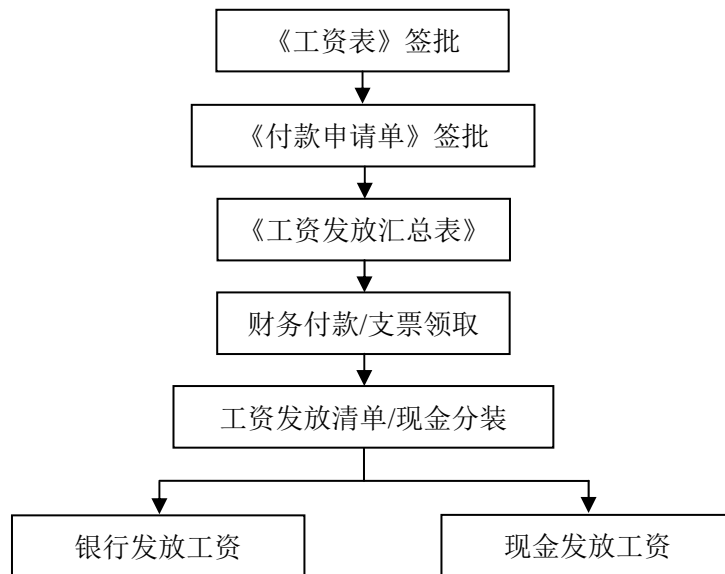 《工资表》签批
《付款申请单》签批
《工资发放汇总表》
财务付款/支票领取
工资发放清单/现金分装
银行发放工资
现金发放工资